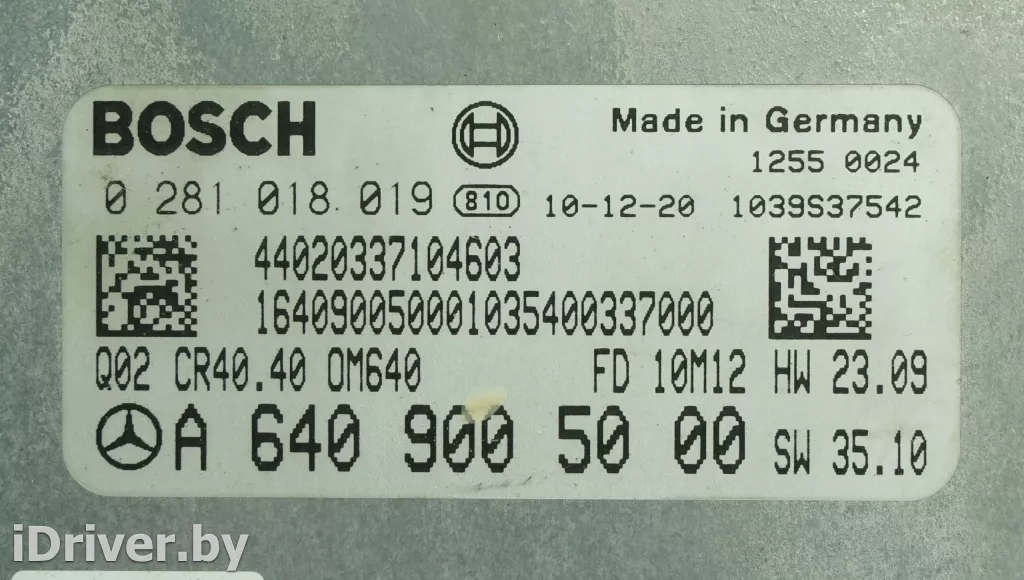 BOSCH
Made in Germany
1255 0024
0 281 018 019 810 10-12-20 1039S37542
44020337104603
164090050001035400337000
Q02 CR40.40 OM640 FD 10M12 HW 23.09
A 640 900 50 00 SW 35.10
iDriver.by